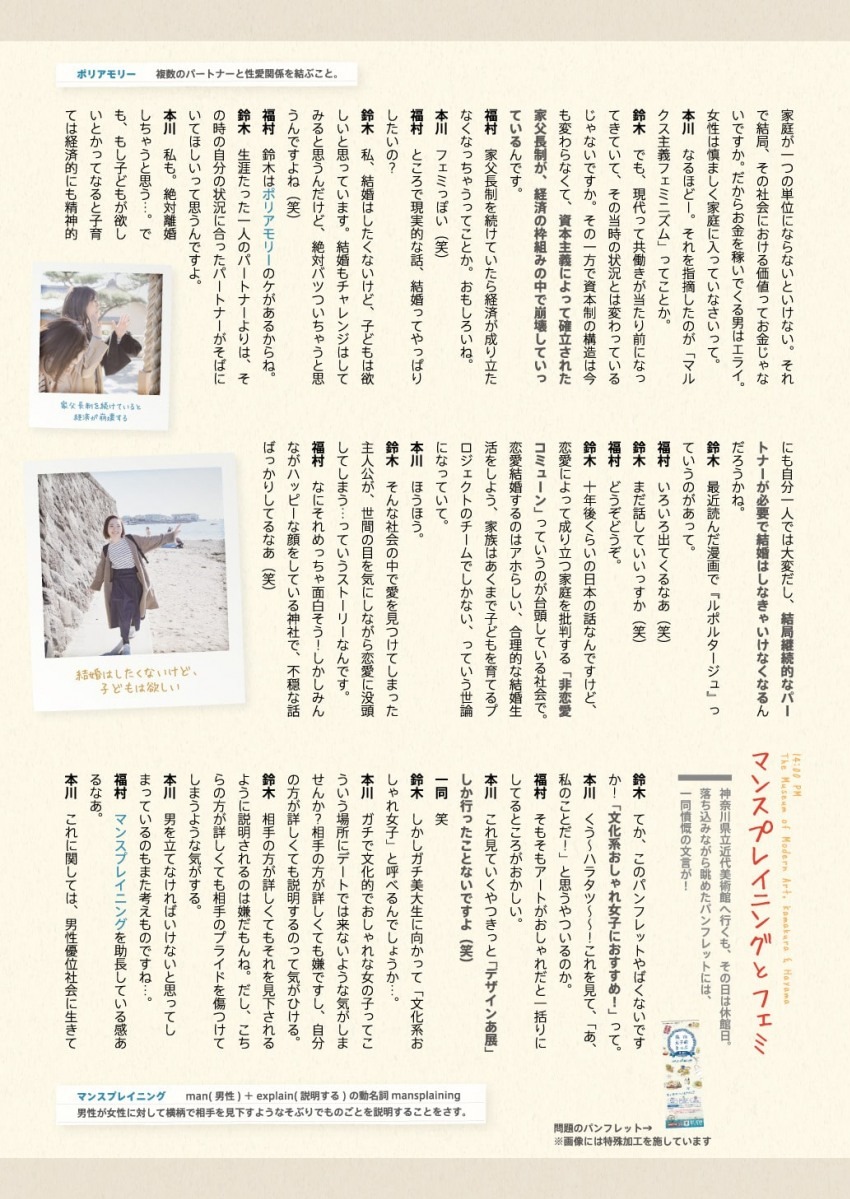 ポリアモリー　複数のパートナーと性愛関係を結ぶこと。
家庭が一つの単位にならないといけない。それ
で結局、その社会における価値ってお金じゃな
いですか。だからお金を稼いでくる男はエライ。
女性は慎ましく家庭に入っていなさいって。
本川　なるほどー。それを指摘したのが「マル
クス主義フェミニズム」ってことか。
鈴木　でも、現代って共働きが当たり前になっ
てきていて、その当時の状況とは変わっている
じゃないですか。その一方で資本制の構造は今
も変わらなくて、資本主義によって確立された
家父長制が、経済の枠組みの中で崩壊していっ
ているんです。
福村　家父長制を続けていたら経済が成り立た
なくなっちゃうってことか。おもしろいね。
本川　フェミっぽい（笑）
福村　ところで現実的な話、結婚ってやっぱり
したいの？
鈴木　私、結婚はしたくないけど、子どもは欲
しいと思っています。結婚もチャレンジはして
みると思うんだけど、絶対バツついちゃうと思
うんですよね（笑）
福村　鈴木はポリアモリーのケがあるからね。
鈴木　生涯たった一人のパートナーよりは、そ
の時の自分の状況に合ったパートナーがそばに
いてほしいって思うんですよ。
本川　私も。絶対離婚
しちゃうと思う…。で
も、もし子どもが欲し
いとかってなると子育
ては経済的にも精神的
家父長制を続けていると
経済が崩壊する
にも自分一人では大変だし、結局継続的なパー
トナーが必要で結婚はしなきゃいけなくなるん
だろうかね。
鈴木　最近読んだ漫画で『ルポルタージュ』っ
ていうのがあって。
福村　いろいろ出てくるなあ（笑）
鈴木　まだ話していいっすか（笑）
福村　どうぞどうぞ。
鈴木　十年後くらいの日本の話なんですけど、
恋愛によって成り立つ家庭を批判する「非恋愛
コミューン」っていうのが台頭している社会で。
恋愛結婚するのはアホらしい、合理的な結婚生
活をしよう、家族はあくまで子どもを育てるプ
ロジェクトのチームでしかない、っていう世論
になっていて。
本川　ほうほう。
鈴木　そんな社会の中で愛を見つけてしまった
主人公が、世間の目を気にしながら恋愛に没頭
してしまう…っていうストーリーなんです。
福村　なにそれめっちゃ面白そう！しかしみん
ながハッピーな顔をしている神社で、不穏な話
ばっかりしてるなあ（笑）
結婚はしたくないけど、
子どもは欲しい
14:00 PM
The Museum of Modern Art, Kamakura & Hayama
マンスプレイニングとフェミ
神奈川県立近代美術館へ行くも、その日は休館日。
落ち込みながら眺めたパンフレットには、
一同憤慨の文言が！
鈴木　てか、このパンフレットやばくないです
か！「文化系おしゃれ女子におすすめ！」って。
本川　くう～ハラタツ～～！これを見て、「あ、
私のことだ！」と思うやついるのか。
福村　そもそもアートがおしゃれだと一括りに
してるところがおかしい。
本川　これ見ていくやつきっと「デザインあ展」
しか行ったことないですよ（笑）
一同　笑
鈴木　しかしガチ美大生に向かって「文化系お
しゃれ女子」と呼べるんでしょうか…。
本川　ガチで文化的でおしゃれな女の子ってこ
ういう場所にデートでは来ないような気がしま
せんか？相手の方が詳しくても嫌ですし、自分
の方が詳しくても説明するのって気がひける。
鈴木　相手の方が詳しくてもそれを見下される
ように説明されるのは嫌だもんね。だし、こち
らの方が詳しくても相手のプライドを傷つけて
しまうような気がする。
本川　男を立てなければいけないと思ってし
まっているのもまた考えものですね…。
福村　マンスプレイニングを助長している感あ
るなあ。
本川　これに関しては、男性優位社会に生きて
マンスプレイニング　man( 男性 ) ＋ explain( 説明する ) の動名詞 mansplaining
男性が女性に対して横柄で相手を見下すようなそぶりでものごとを説明することをさす。
問題のパンフレット→
※画像には特殊加工を施しています